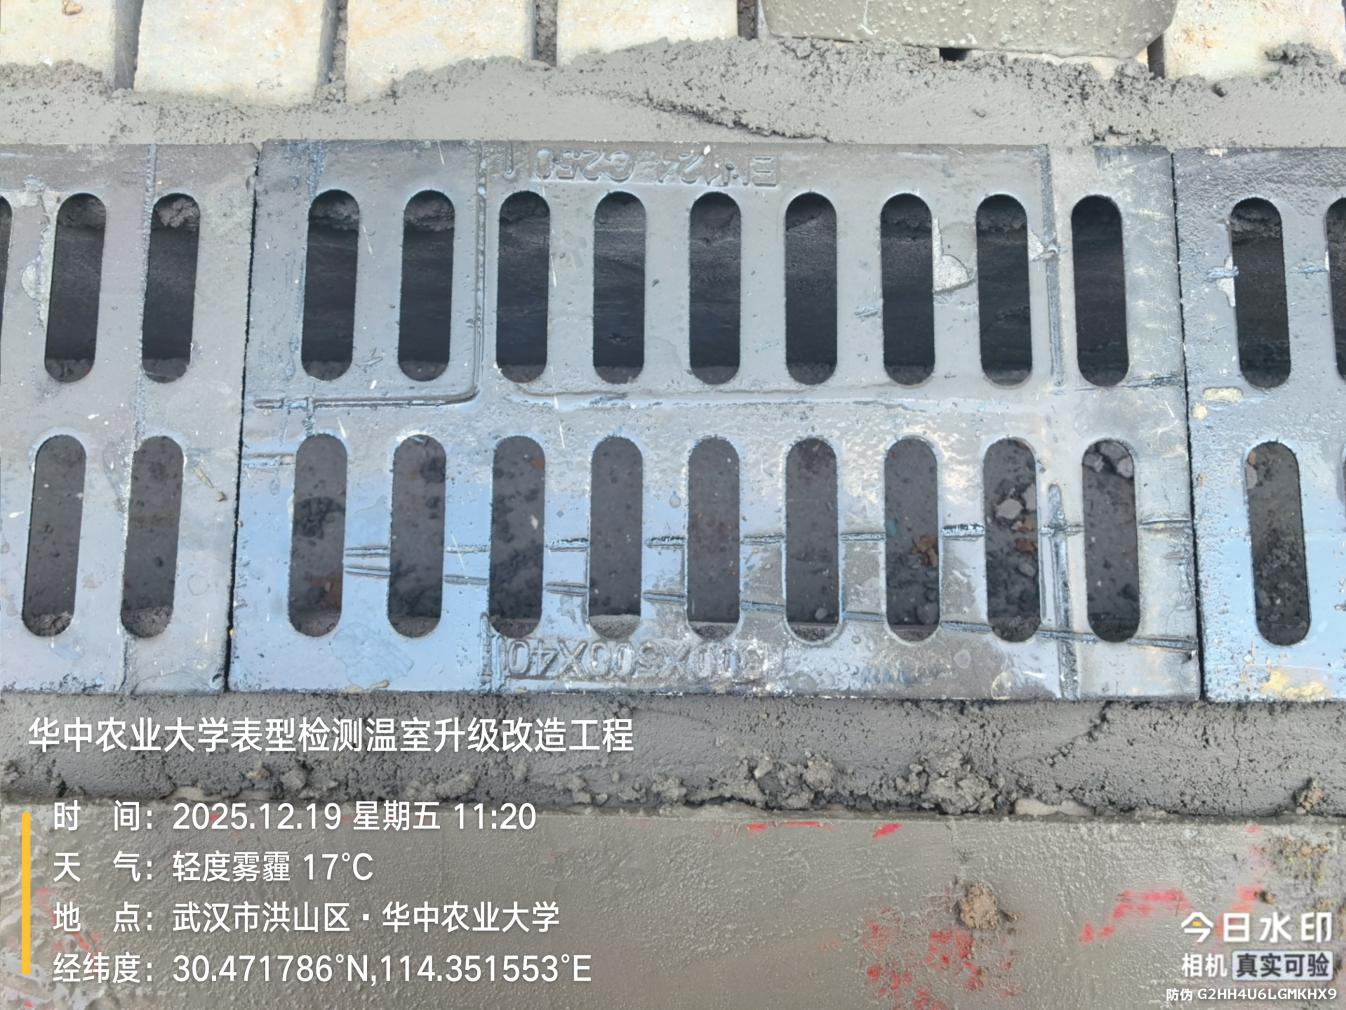 EN124 C250
300X500X40
华中农业大学表型检测温室升级改造工程
时 间：2025.12.19 星期五 11:20
天 气：轻度雾霾 17℃
地 点：武汉市洪山区·华中农业大学
经纬度：30.471786°N,114.351553°E
今日水印
相机 真实可验
防伪 G2HH4U6LGMKHX9